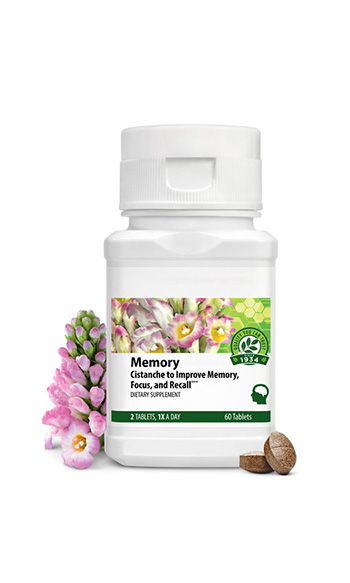 1934
Memory
Cistanche to Improve Memory,
Focus, and Recall
DIETARY SUPPLEMENT
2 TABLETS, 1X A DAY 60 Tablets